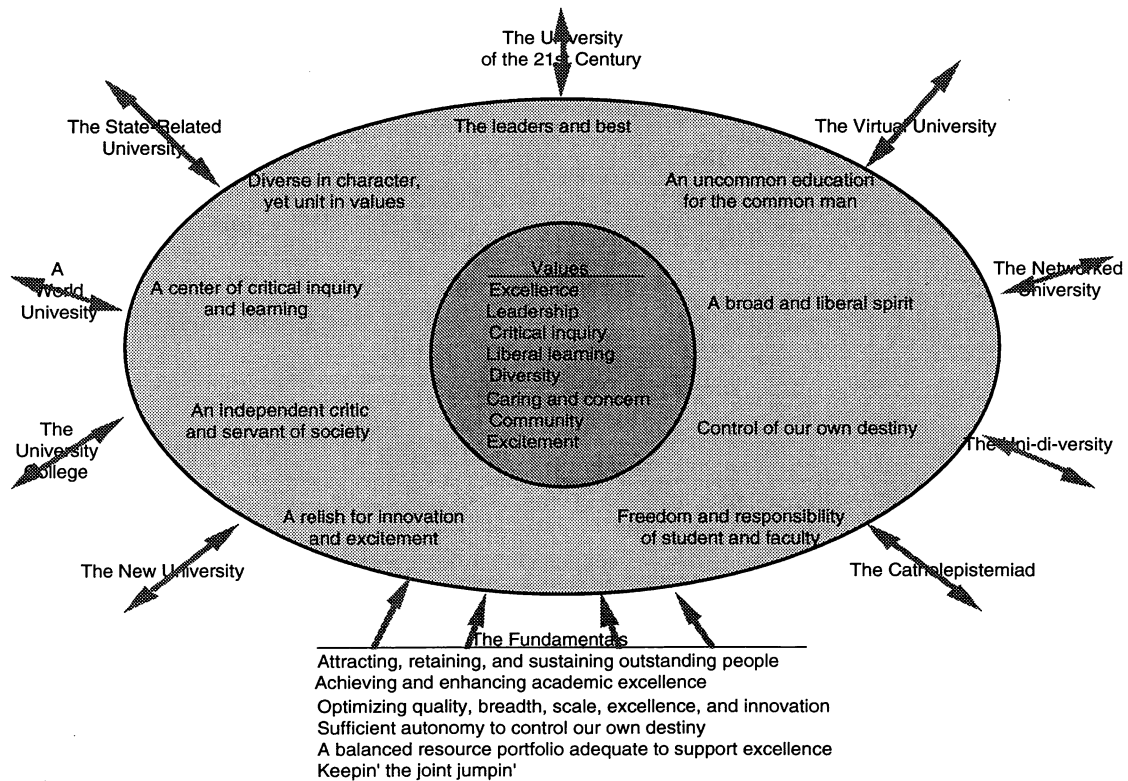 The University
of the 21st Century
The State-Related
University
The Virtual University
The leaders and best
Diverse in character,
yet unit in values
An uncommon education
for the common man
A
World
Univesity
The Networked
University
A center of critical inquiry
and learning
A broad and liberal spirit
Values
Excellence
Leadership
Critical inquiry
Liberal learning
Diversity
Caring and concern
Community
Excitement
An independent critic
and servant of society
Control of our own destiny
The
University
College
The Uni-di-versity
A relish for innovation
and excitement
Freedom and responsibility
of student and faculty
The New University
The Catholepistemiad
The Fundamentals
Attracting, retaining, and sustaining outstanding people
Achieving and enhancing academic excellence
Optimizing quality, breadth, scale, excellence, and innovation
Sufficient autonomy to control our own destiny
A balanced resource portfolio adequate to support excellence
Keepin' the joint jumpin'